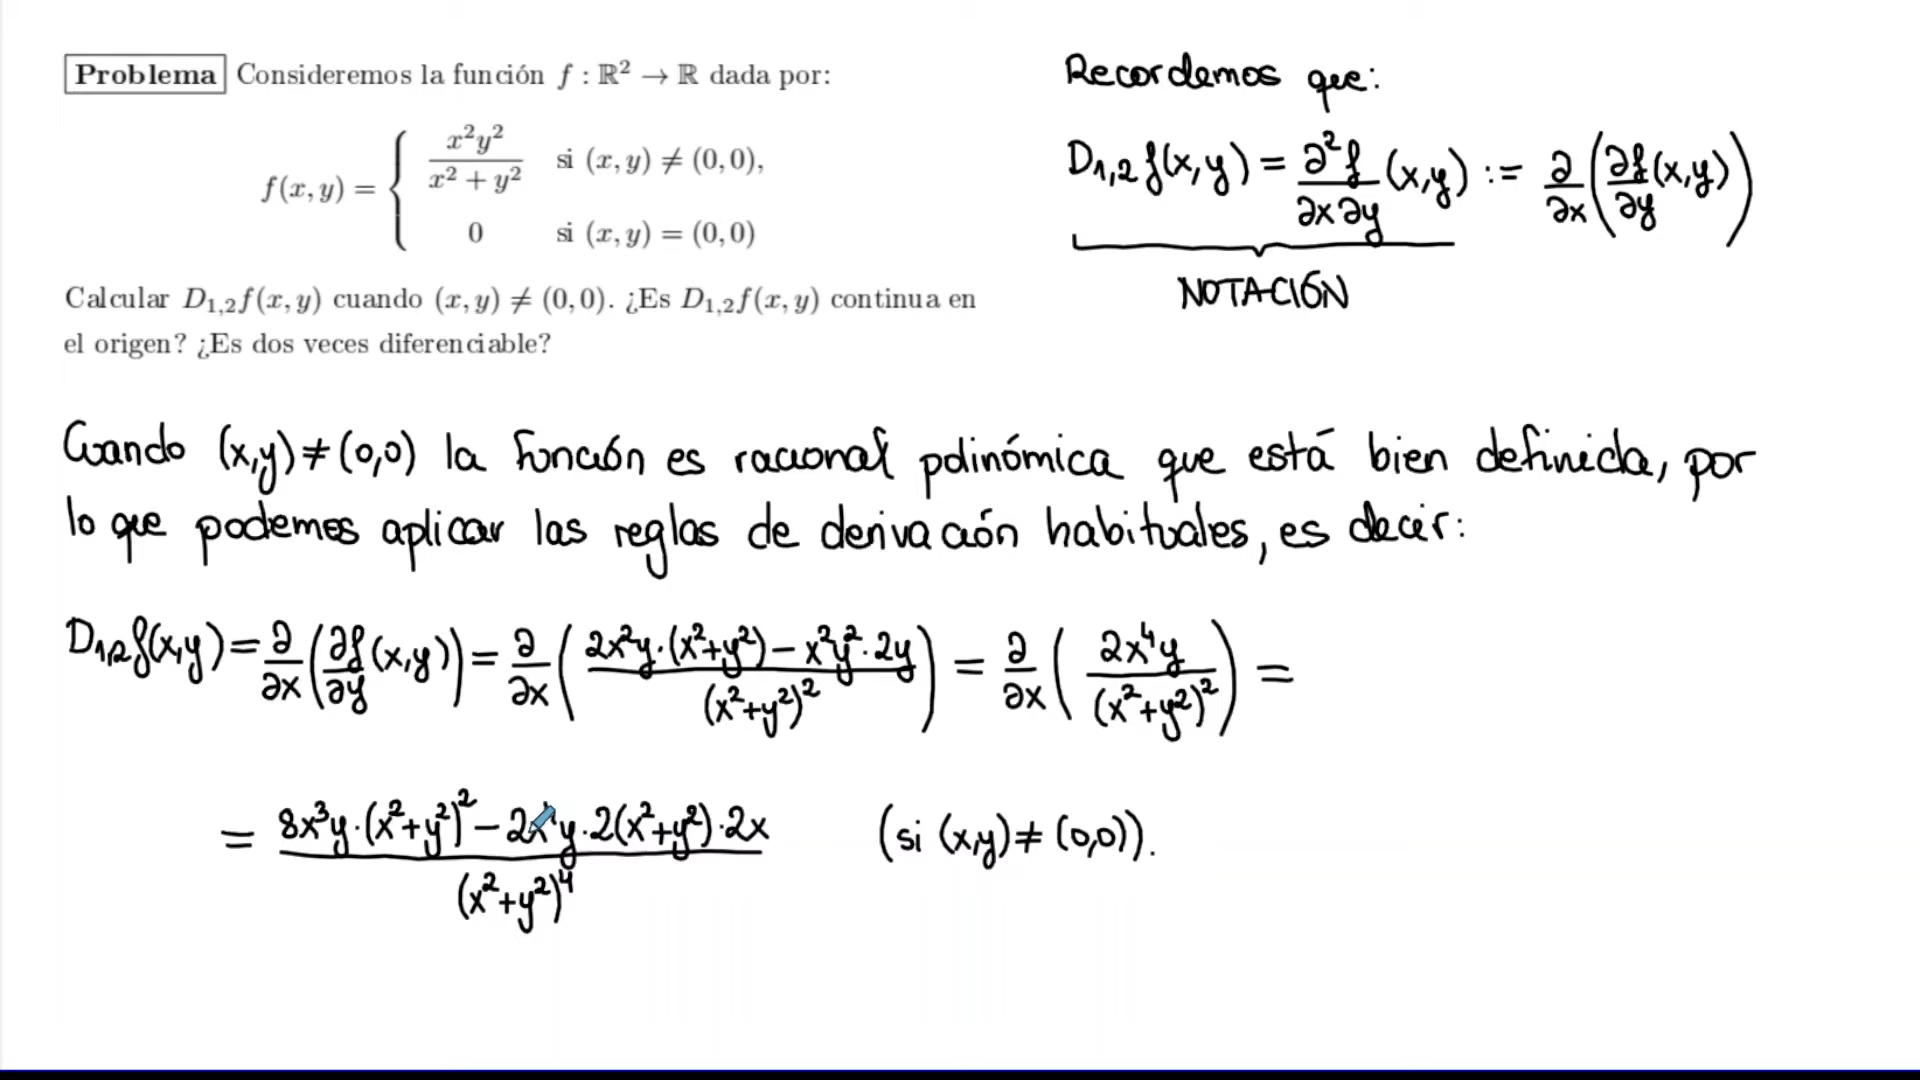 Problema Consideremos la función f : ℝ² → ℝ dada por:
f(x, y) = { x²y² / (x² + y²) si (x, y) ≠ (0, 0),
0 si (x, y) = (0, 0)
Calcular D₁,₂f(x, y) cuando (x, y) ≠ (0, 0). ¿Es D₁,₂f(x, y) continua en
el origen? ¿Es dos veces diferenciable?
Recordemos que:
D₁,₂ f(x,y) = ∂²f/∂x∂y (x,y) := ∂/∂x (∂f/∂y (x,y))
NOTACIÓN
Cuando (x,y) ≠ (0,0) la función es racional polinómica que está bien definida, por
lo que podemos aplicar las reglas de derivación habituales, es decir:
D₁,₂f(x,y) = ∂/∂x (∂f/∂y (x,y)) = ∂/∂x ( (2x²y·(x²+y²) − x²y²·2y) / (x²+y²)² ) = ∂/∂x ( 2x⁴y / (x²+y²)² ) =
= (8x³y·(x²+y²)² − 2x⁴y·2(x²+y²)·2x) / (x²+y²)⁴ (si (x,y) ≠ (0,0)).